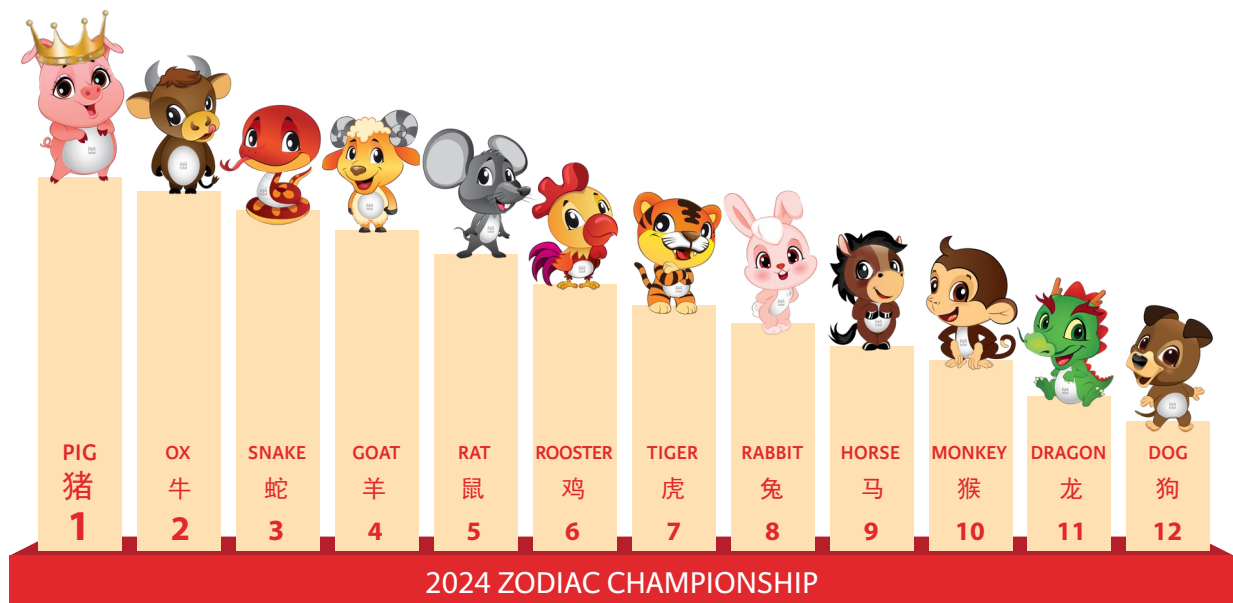 PIG
猪
1
OX
牛
2
SNAKE
蛇
3
GOAT
羊
4
RAT
鼠
5
ROOSTER
鸡
6
TIGER
虎
7
RABBIT
兔
8
HORSE
马
9
MONKEY
猴
10
DRAGON
龙
11
DOG
狗
12
2024 ZODIAC CHAMPIONSHIP